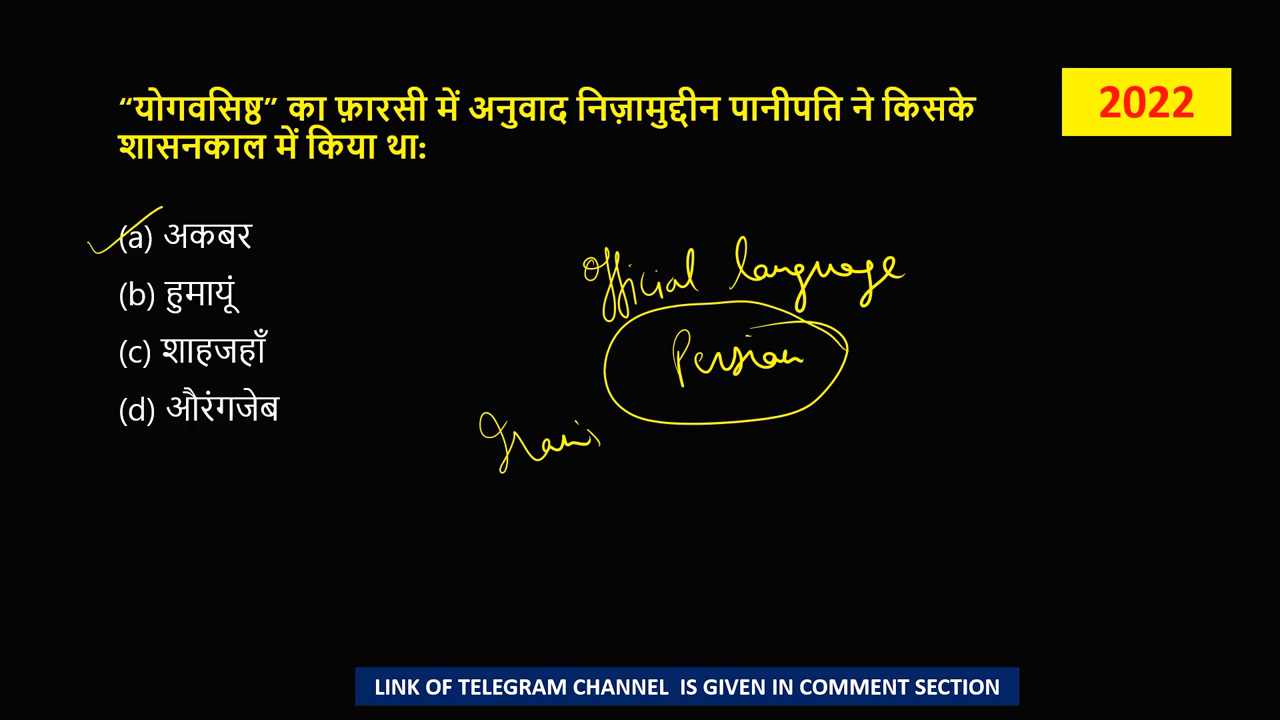 “योगवसिष्ठ” का फ़ारसी में अनुवाद निज़ामुद्दीन पानीपति ने किसके
शासनकाल में किया था:
2022
(a) अकबर
(b) हुमायूं
(c) शाहजहाँ
(d) औरंगजेब
Official language
Persian
LINK OF TELEGRAM CHANNEL IS GIVEN IN COMMENT SECTION